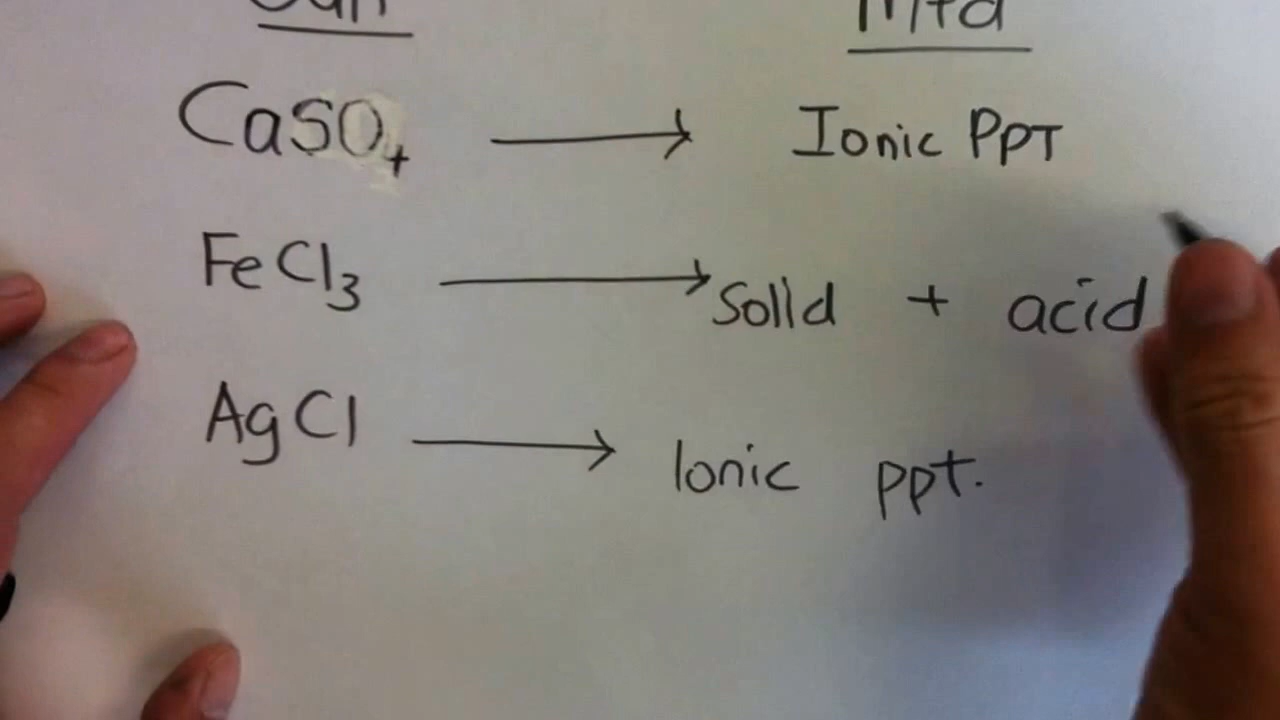 CaSO₄ → Ionic PPT
FeCl₃ → Solid + acid
AgCl → Ionic ppt.